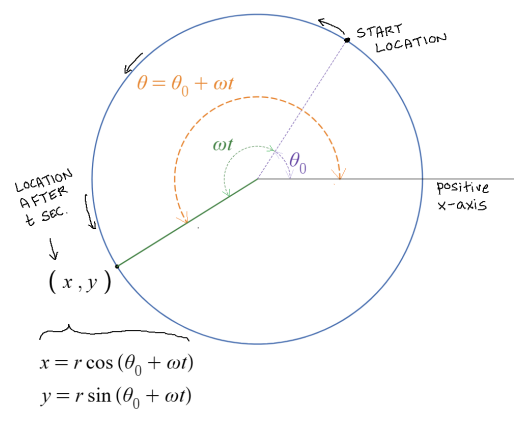 START
LOCATION
θ = θ₀ + ωt
ωt
θ₀
positive
x-axis
LOCATION
AFTER
t SEC.
(x, y)
x = r cos (θ₀ + ωt)
y = r sin (θ₀ + ωt)